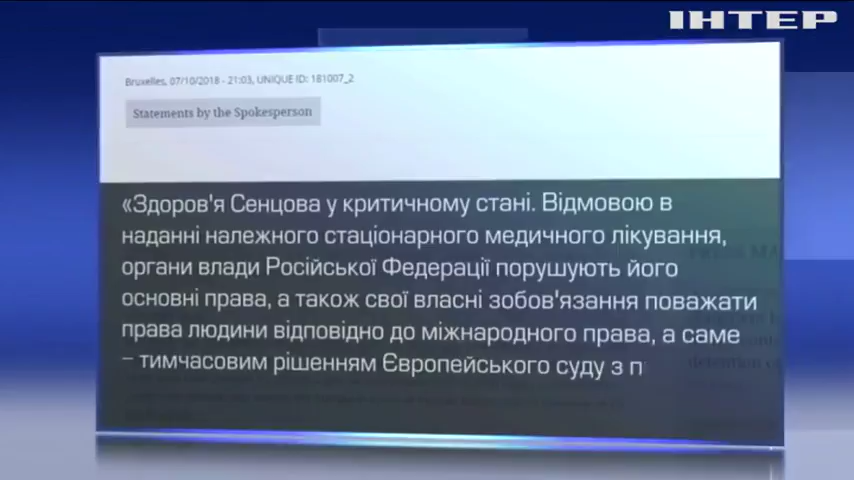 ІНТЕР
Bruxelles, 07/10/2018 - 21:03, UNIQUE ID: 181007_2
Statements by the Spokesperson
«Здоров'я Сенцова у критичному стані. Відмовою в
наданні належного стаціонарного медичного лікування,
органи влади Російської Федерації порушують його
основні права, а також свої власні зобов'язання поважати
права людини відповідно до міжнародного права, а саме
– тимчасовим рішенням Європейського суду з п